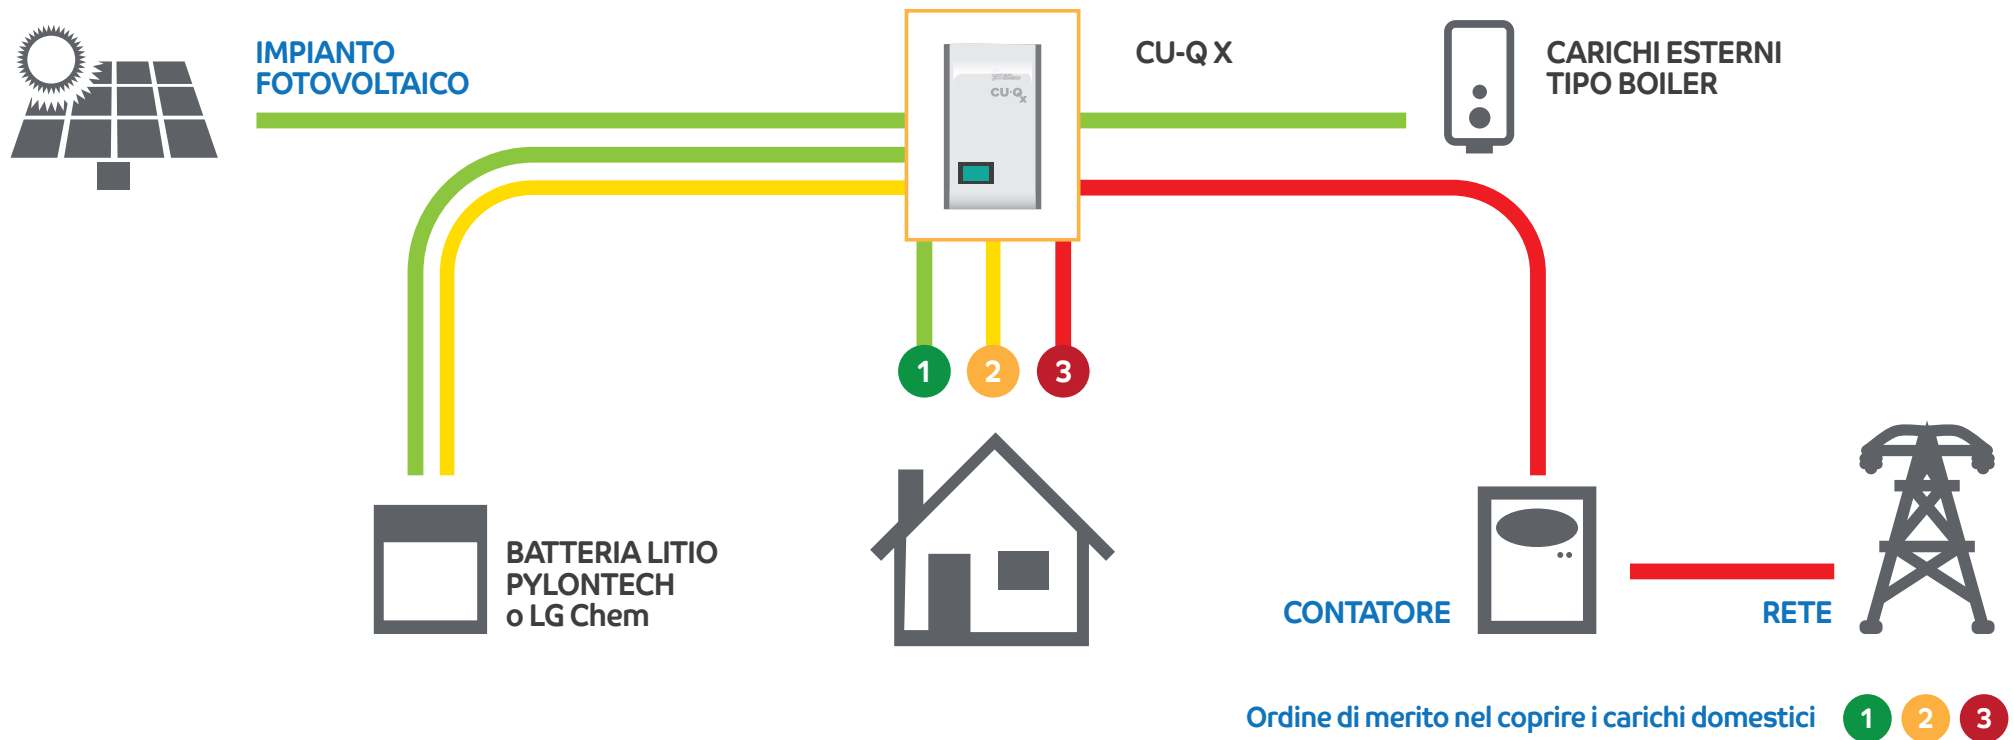 IMPIANTO
FOTOVOLTAICO
CU-Q X
CARICHI ESTERNI
TIPO BOILER
CU-Q X
1
2
3
BATTERIA LITIO
PYLONTECH
o LG Chem
CONTATORE
RETE
Ordine di merito nel coprire i carichi domestici 1 2 3